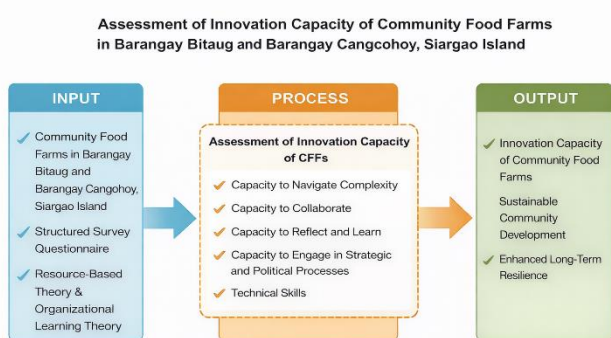 Assessment of Innovation Capacity of Community Food Farms
in Barangay Bitaug and Barangay Cangcohoy, Siargao Island
INPUT
✓ Community Food
Farms in Barangay
Bitaug and
Barangay Cangohoy,
Siargao Island
✓ Structured Survey
Questionnaire
✓ Resource-Based
Theory &
Organizational
Learning Theory
PROCESS
Assessment of Innovation Capacity
of CFFs
✓ Capacity to Navigate Complexity
✓ Capacity to Collaborate
✓ Capacity to Reflect and Learn
✓ Capacity to Engage in Strategic
and Political Processes
✓ Technical Skills
OUTPUT
✓ Innovation Capacity
of Community Food
Farms
Sustainable
Community
Development
✓ Enhanced Long-Term
Resilience